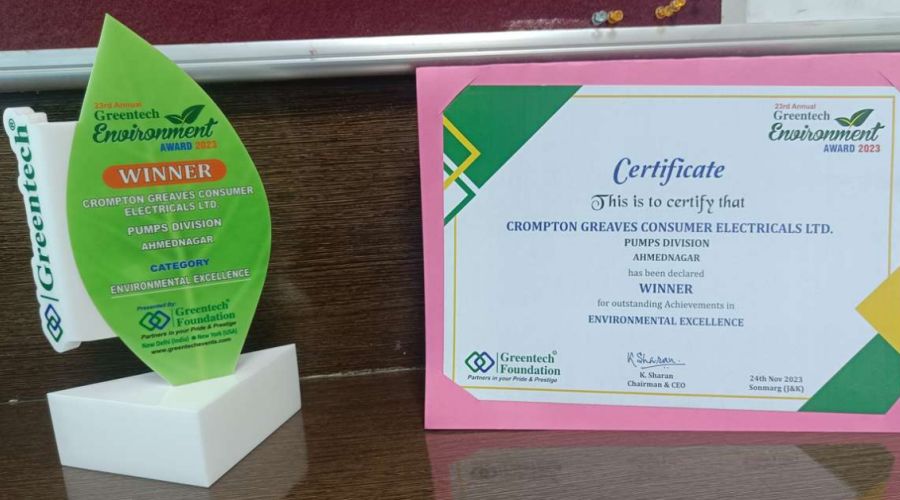 Greentech®
23rd Annual
Greentech
Environment
AWARD 2023
WINNER
CROMPTON GREAVES CONSUMER
ELECTRICALS LTD.
PUMPS DIVISION
AHMEDNAGAR
CATEGORY
ENVIRONMENTAL EXCELLENCE
Presented By:
Greentech®
Foundation
Partners in your Pride & Prestige
New Delhi (India) ● New York (USA)
www.greentechevents.com
23rd Annual
Greentech
Environment
AWARD 2023
Certificate
This is to certify that
CROMPTON GREAVES CONSUMER ELECTRICALS LTD.
PUMPS DIVISION
AHMEDNAGAR
has been declared
WINNER
for outstanding Achievements in
ENVIRONMENTAL EXCELLENCE
Greentech®
Foundation
Partners in your Pride & Prestige
K Sharan
K. Sharan
Chairman & CEO
24th Nov 2023
Sonmarg (J&K)